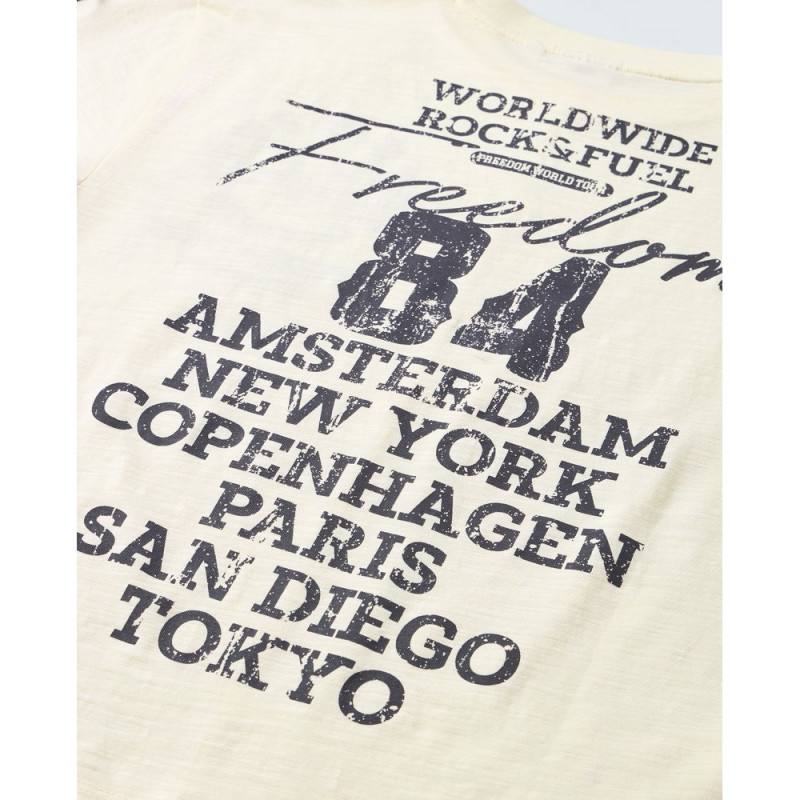 WORLDWIDE
ROCK & FUEL
FREEDOM WORLD TOUR
Freedom
84
AMSTERDAM
NEW YORK
COPENHAGEN
PARIS
SAN DIEGO
TOKYO